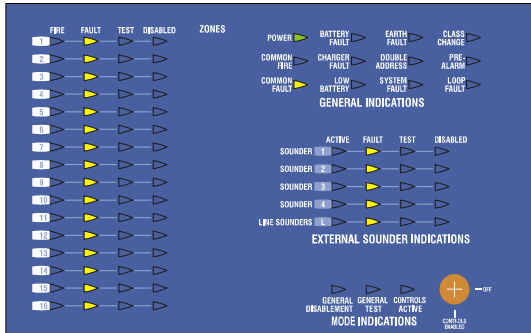 FIRE FAULT TEST DISABLED ZONES
1
2
3
4
5
6
7
8
9
10
11
12
13
14
15
16
POWER BATTERY FAULT EARTH FAULT CLASS CHANGE
COMMON FIRE CHARGER FAULT DOUBLE ADDRESS PRE-ALARM
COMMON FAULT LOW BATTERY SYSTEM FAULT LOOP FAULT
GENERAL INDICATIONS
ACTIVE FAULT TEST DISABLED
SOUNDER 1
SOUNDER 2
SOUNDER 3
SOUNDER 4
LINE SOUNDERS L
EXTERNAL SOUNDER INDICATIONS
GENERAL DISABLEMENT GENERAL TEST CONTROLS ACTIVE
MODE INDICATIONS
OFF
CONTROLS
ENABLED